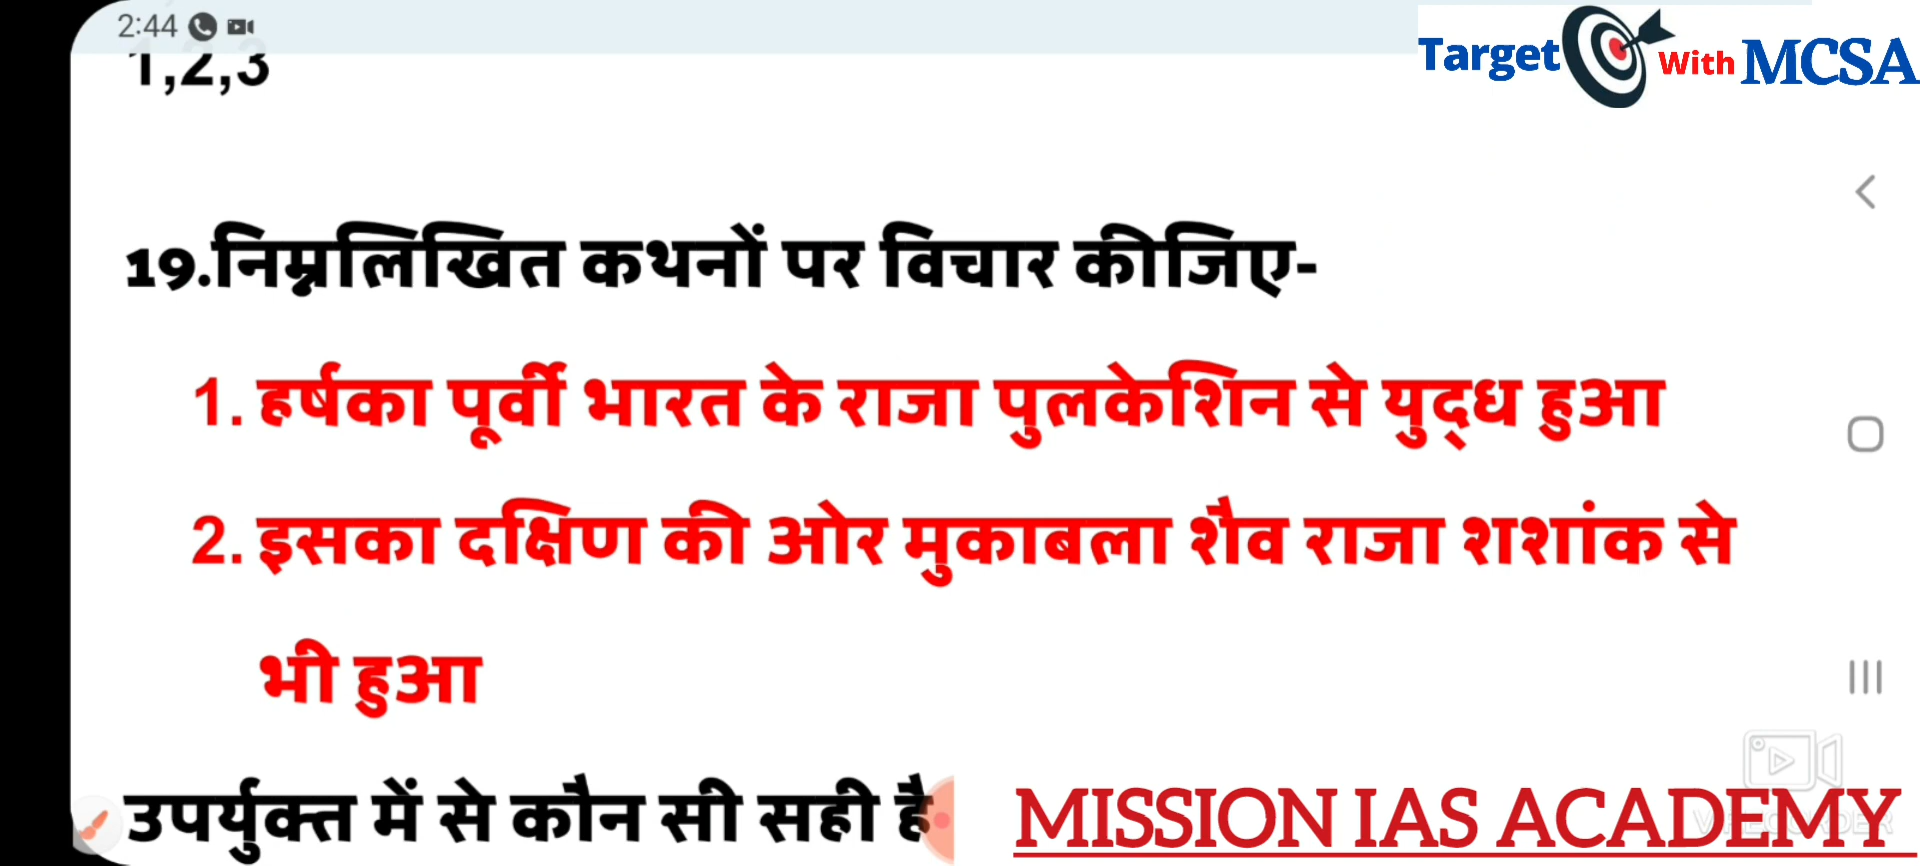 2:44
1,2,3
Target With MCSA
19.निम्नलिखित कथनों पर विचार कीजिए-
1. हर्षका पूर्वी भारत के राजा पुलकेशिन से युद्ध हुआ
2. इसका दक्षिण की ओर मुकाबला शैव राजा शशांक से
भी हुआ
उपर्युक्त में से कौन सी सही है
MISSION IAS ACADEMY